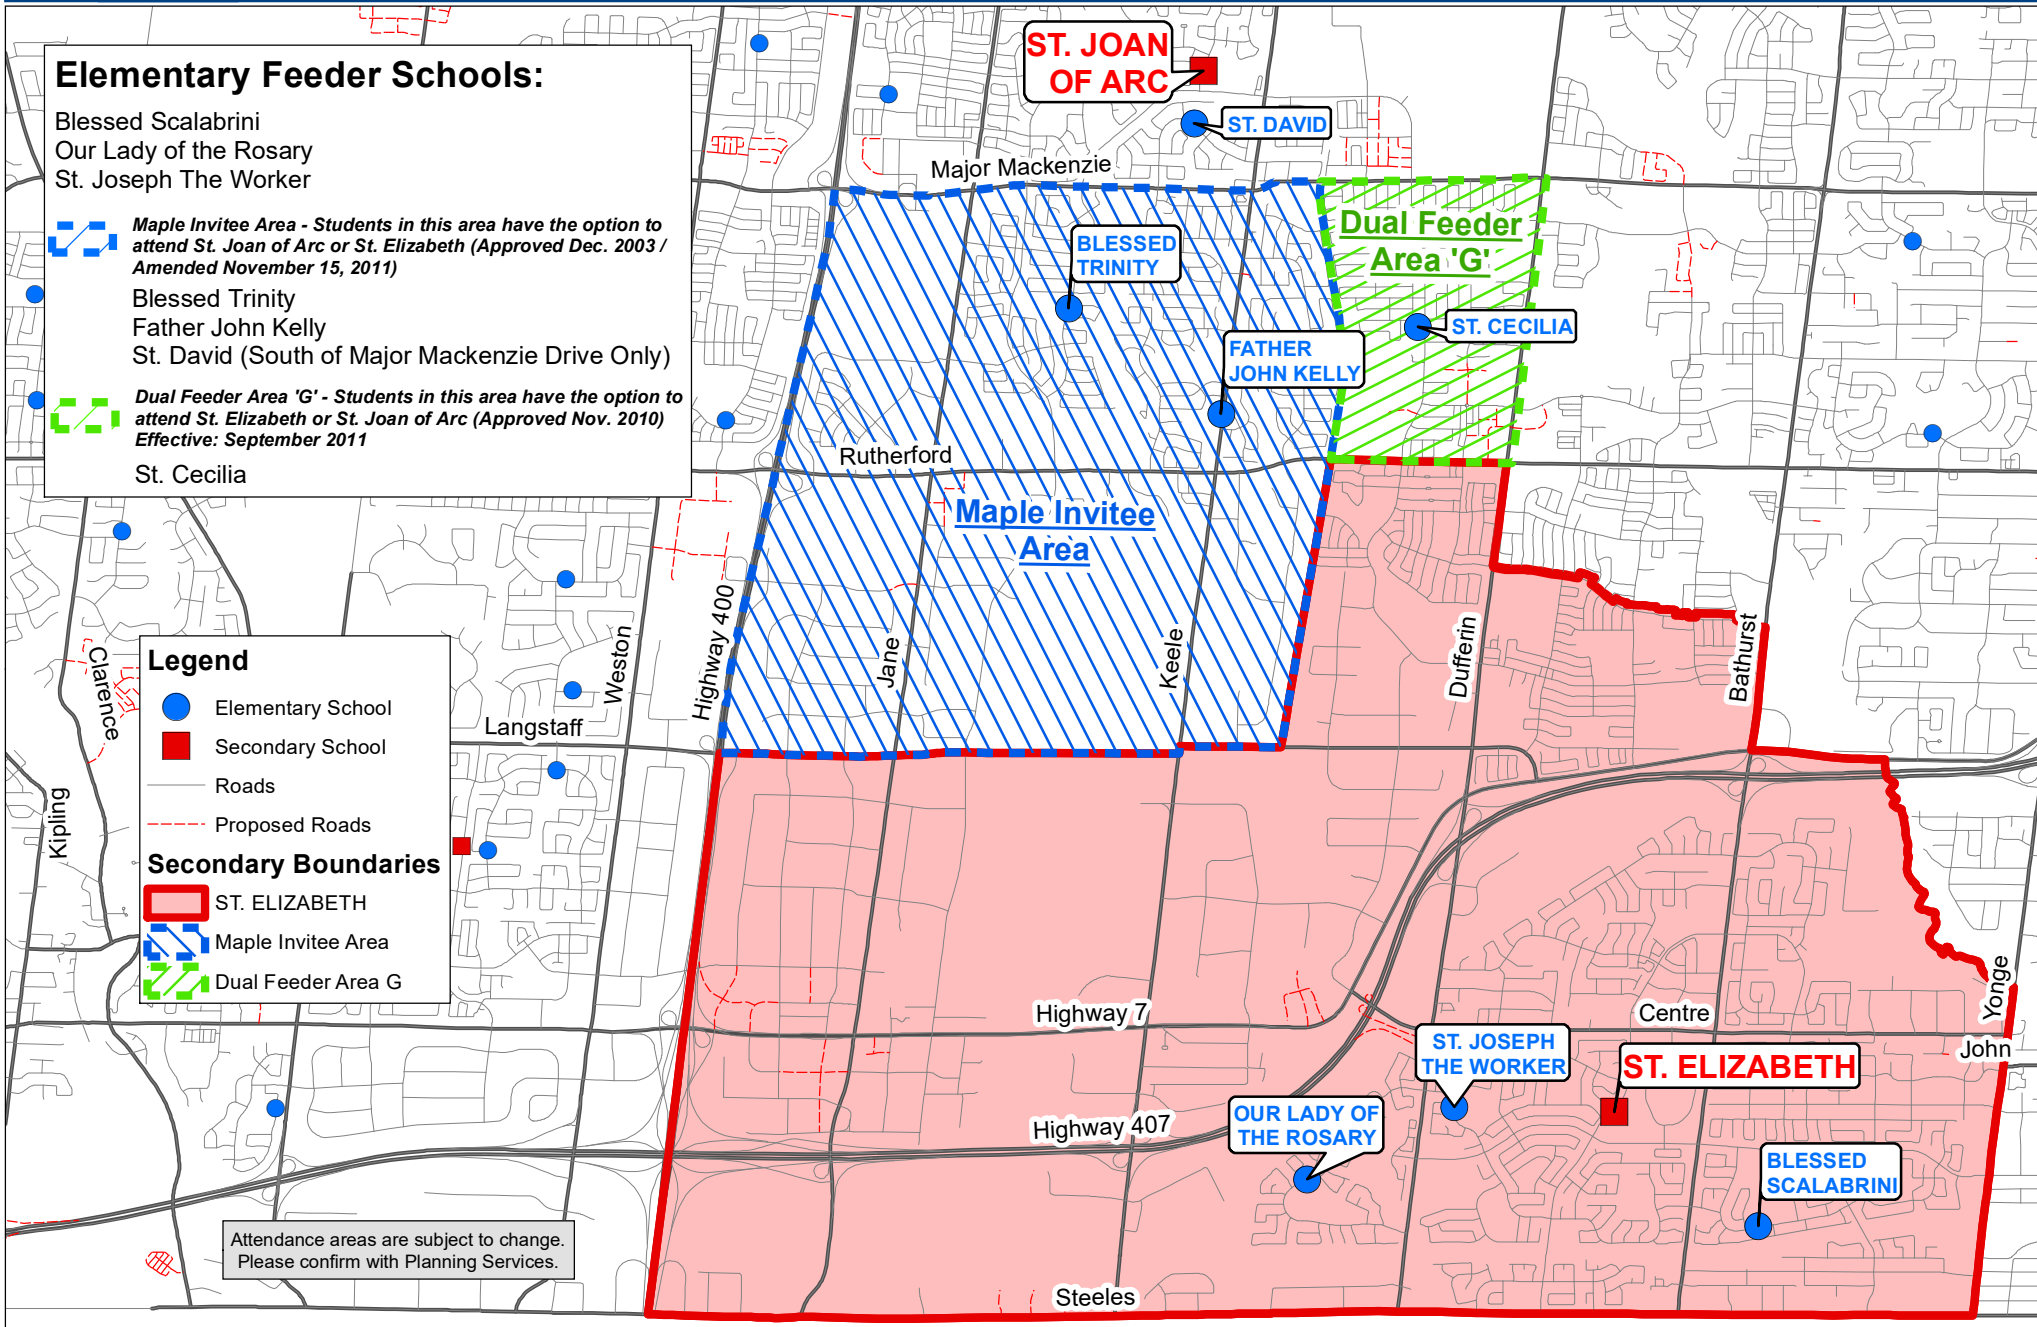 Elementary Feeder Schools:
Blessed Scalabrini
Our Lady of the Rosary
St. Joseph The Worker
Maple Invitee Area - Students in this area have the option to
attend St. Joan of Arc or St. Elizabeth (Approved Dec. 2003 /
Amended November 15, 2011)
Blessed Trinity
Father John Kelly
St. David (South of Major Mackenzie Drive Only)
Dual Feeder Area 'G' - Students in this area have the option to
attend St. Elizabeth or St. Joan of Arc (Approved Nov. 2010)
Effective: September 2011
St. Cecilia
ST. JOAN
OF ARC
ST. DAVID
Major Mackenzie
Dual Feeder
Area 'G'
BLESSED
TRINITY
ST. CECILIA
FATHER
JOHN KELLY
Rutherford
Maple Invitee
Area
Highway 400
Jane
Keele
Dufferin
Bathurst
Weston
Clarence
Kipling
Langstaff
Legend
Elementary School
Secondary School
Roads
Proposed Roads
Secondary Boundaries
ST. ELIZABETH
Maple Invitee Area
Dual Feeder Area G
Highway 7
Centre
Yonge
John
ST. JOSEPH
THE WORKER
ST. ELIZABETH
OUR LADY OF
THE ROSARY
Highway 407
BLESSED
SCALABRINI
Attendance areas are subject to change.
Please confirm with Planning Services.
Steeles